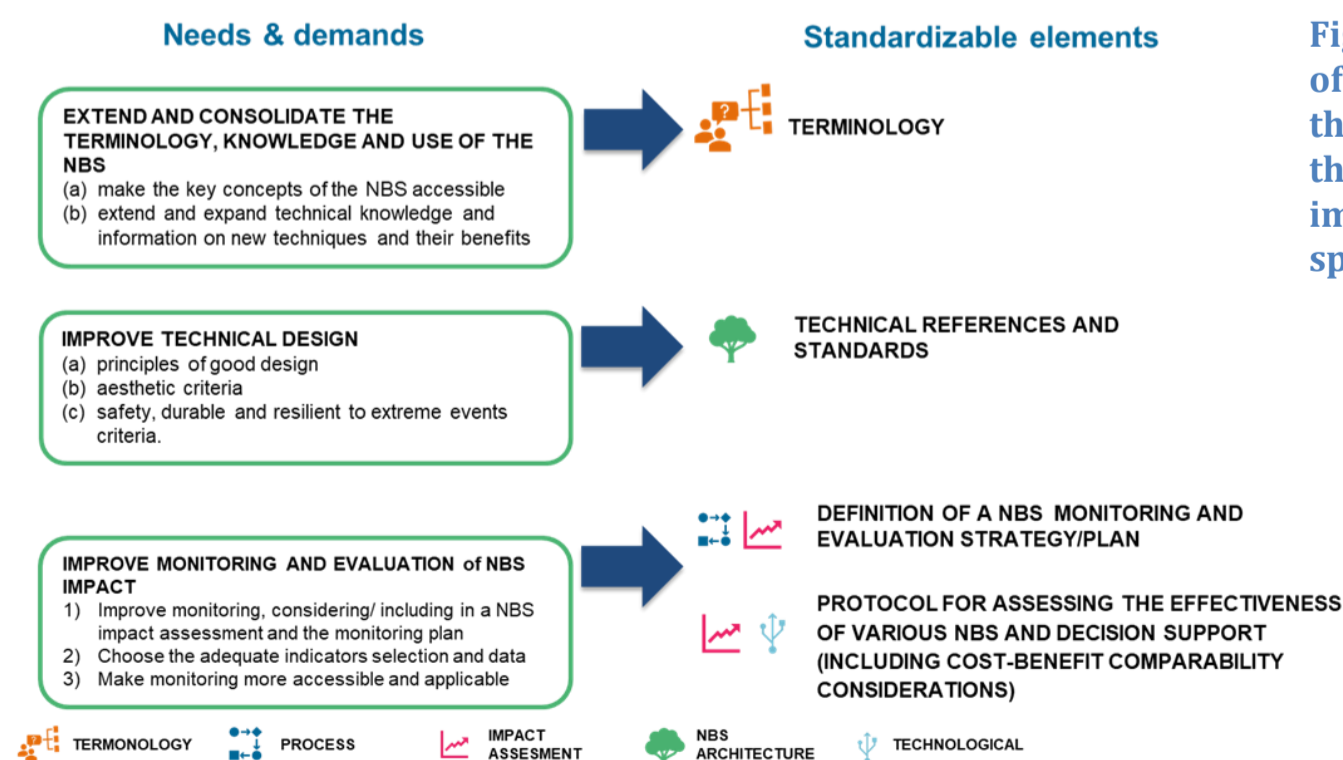 Needs & demands
Standardizable elements
EXTEND AND CONSOLIDATE THE
TERMINOLOGY, KNOWLEDGE AND USE OF THE
NBS
(a) make the key concepts of the NBS accessible
(b) extend and expand technical knowledge and
information on new techniques and their benefits
?
TERMINOLOGY
IMPROVE TECHNICAL DESIGN
(a) principles of good design
(b) aesthetic criteria
(c) safety, durable and resilient to extreme events
criteria.
TECHNICAL REFERENCES AND
STANDARDS
IMPROVE MONITORING AND EVALUATION of NBS
IMPACT
1) Improve monitoring, considering/ including in a NBS
impact assessment and the monitoring plan
2) Choose the adequate indicators selection and data
3) Make monitoring more accessible and applicable
DEFINITION OF A NBS MONITORING AND
EVALUATION STRATEGY/PLAN
PROTOCOL FOR ASSESSING THE EFFECTIVENESS
OF VARIOUS NBS AND DECISION SUPPORT
(INCLUDING COST-BENEFIT COMPARABILITY
CONSIDERATIONS)
TERMONOLOGY
PROCESS
IMPACT
ASSESMENT
NBS
ARCHITECTURE
TECHNOLOGICAL
of